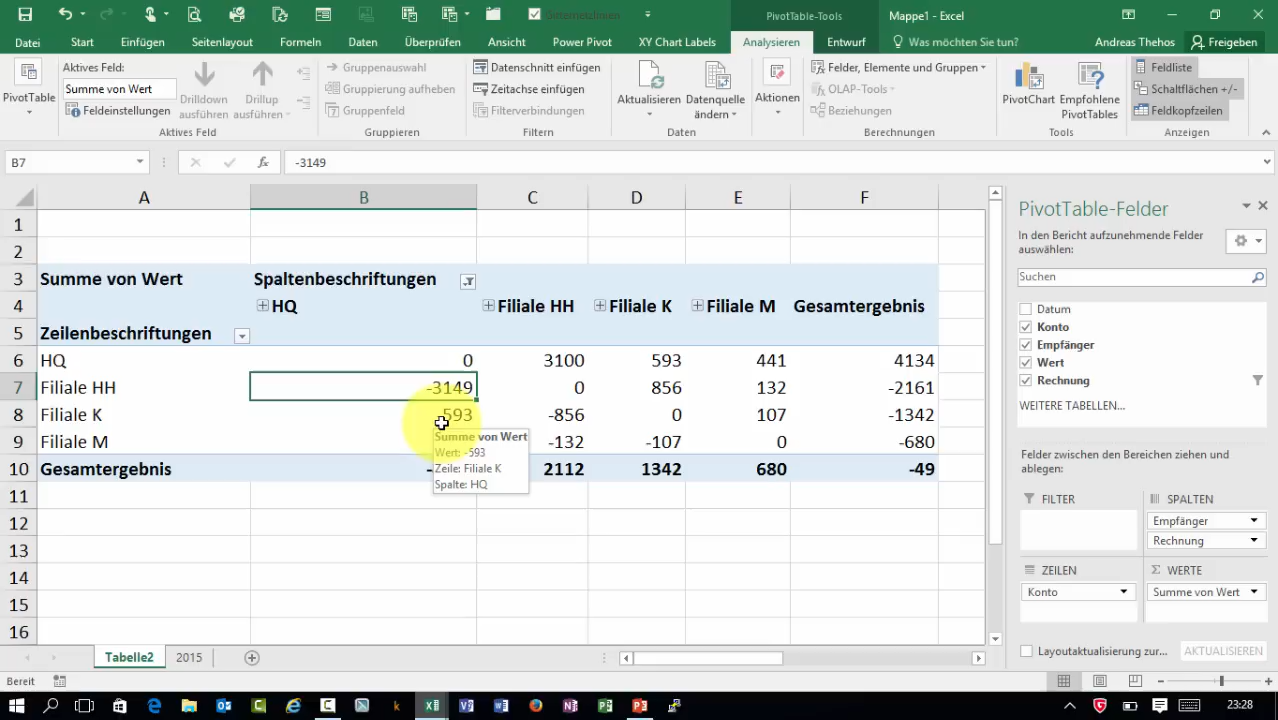 PivotTable-Tools
Mappe1 - Excel
Datei Start Einfügen Seitenlayout Formeln Daten Überprüfen Ansicht Power Pivot XY Chart Labels Analysieren Entwurf Was möchten Sie tun? Andreas Thehos Freigeben
Aktives Feld:
Summe von Wert
Feldeinstellungen
PivotTable
Drilldown ausführen
Drillup ausführen
Aktives Feld
Gruppenauswahl
Gruppierung aufheben
Gruppenfeld
Gruppieren
Datenschnitt einfügen
Zeitachse einfügen
Filterverbindungen
Filtern
Aktualisieren
Datenquelle ändern
Daten
Aktionen
Felder, Elemente und Gruppen
OLAP-Tools
Beziehungen
Berechnungen
PivotChart
Empfohlene PivotTables
Tools
Feldliste
Schaltflächen +/-
Feldkopfzeilen
Anzeigen
B7 fx -3149
A B C D E F
1
2
3 Summe von Wert Spaltenbeschriftungen
4 HQ Filiale HH Filiale K Filiale M Gesamtergebnis
5 Zeilenbeschriftungen
6 HQ 0 3100 593 441 4134
7 Filiale HH -3149 0 856 132 -2161
8 Filiale K -593 -856 0 107 -1342
9 Filiale M -132 -107 0 -680
10 Gesamtergebnis 2112 1342 680 -49
11
12
13
14
15
16
Summe von Wert
Wert: -593
Zeile: Filiale K
Spalte: HQ
PivotTable-Felder
In den Bericht aufzunehmende Felder
auswählen:
Suchen
Datum
Konto
Empfänger
Wert
Rechnung
WEITERE TABELLEN...
Felder zwischen den Bereichen ziehen und
ablegen:
FILTER
SPALTEN
Empfänger
Rechnung
ZEILEN
Konto
WERTE
Summe von Wert
Layoutaktualisierung zur...
AKTUALISIEREN
Tabelle2 2015
Bereit
23:28